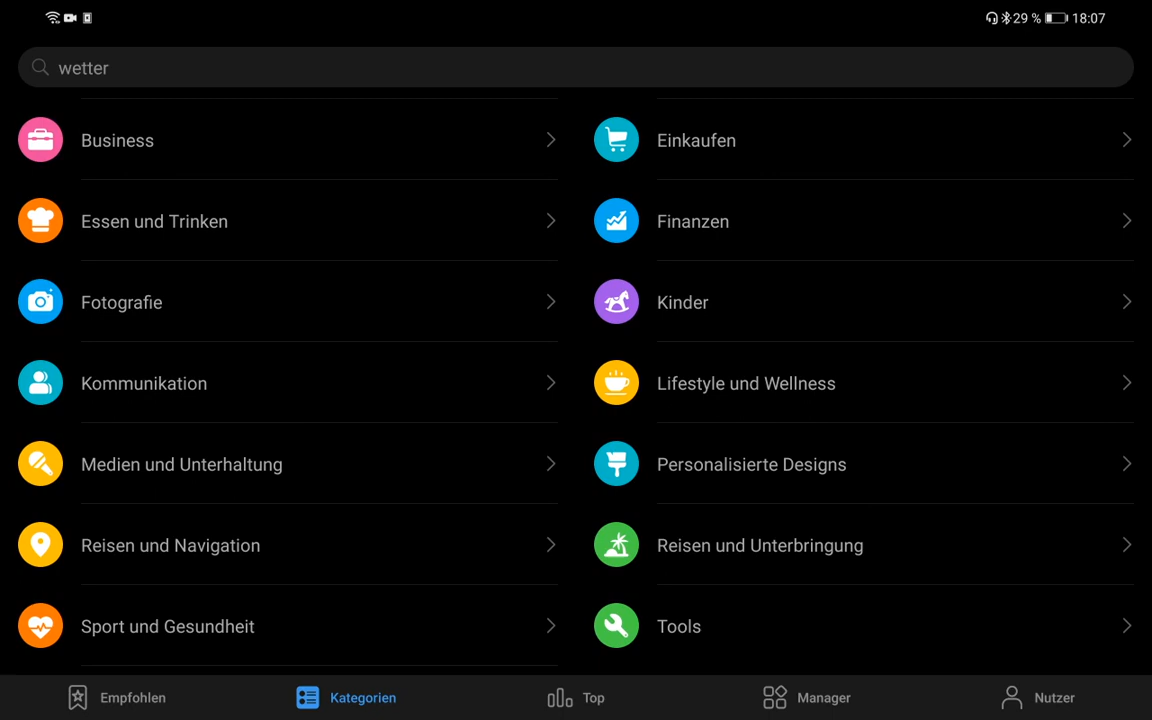 29 % 18:07
wetter
Business
Einkaufen
Essen und Trinken
Finanzen
Fotografie
Kinder
Kommunikation
Lifestyle und Wellness
Medien und Unterhaltung
Personalisierte Designs
Reisen und Navigation
Reisen und Unterbringung
Sport und Gesundheit
Tools
Empfohlen
Kategorien
Top
Manager
Nutzer